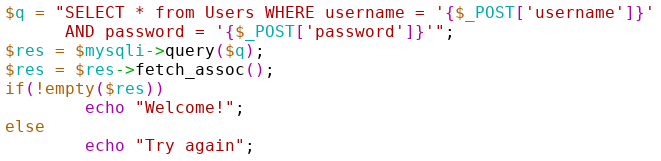 $q = "SELECT * from Users WHERE username = '{$_POST['username']}'
      AND password = '{$_POST['password']}'";
$res = $mysqli->query($q);
$res = $res->fetch_assoc();
if(!empty($res))
        echo "Welcome!";
else
        echo "Try again";